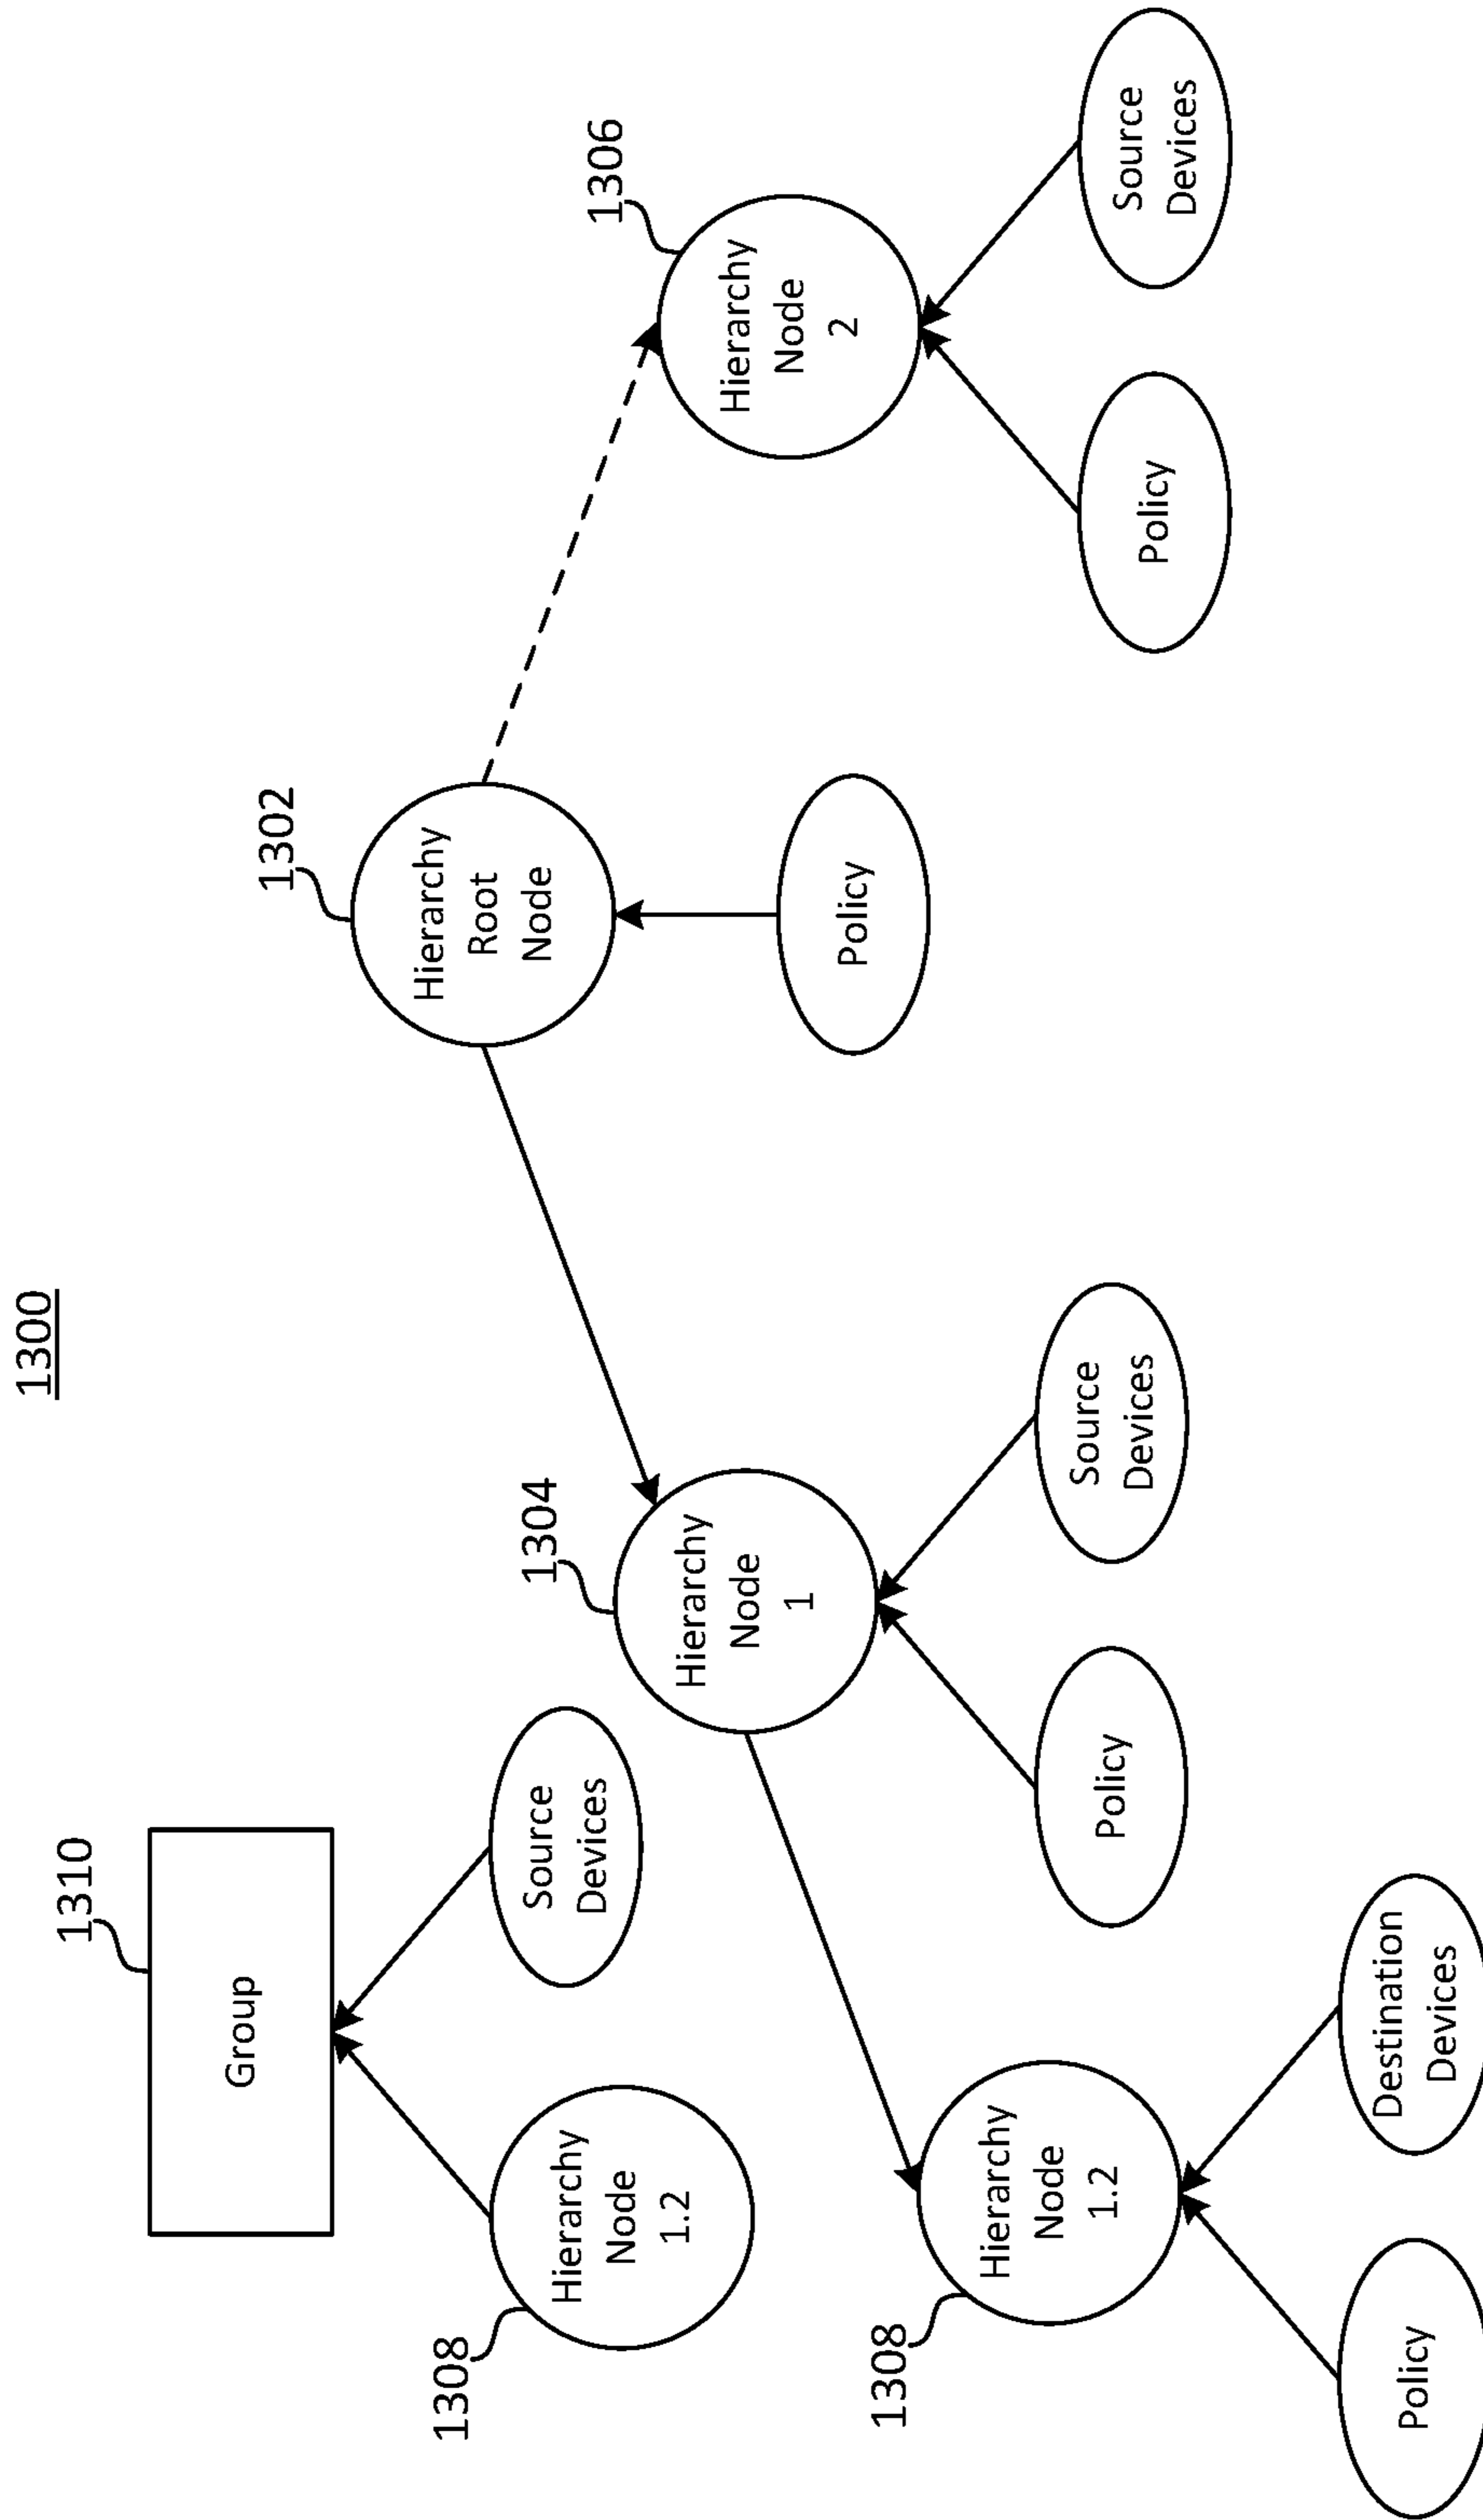 1300
1310
Group
1302
Hierarchy
Root
Node
1308
Hierarchy
Node
1.2
Source
Devices
1304
Hierarchy
Node
1
1306
Hierarchy
Node
2
Policy
1308
Hierarchy
Node
1.2
Policy
Source
Devices
Policy
Source
Devices
Policy
Destination
Devices